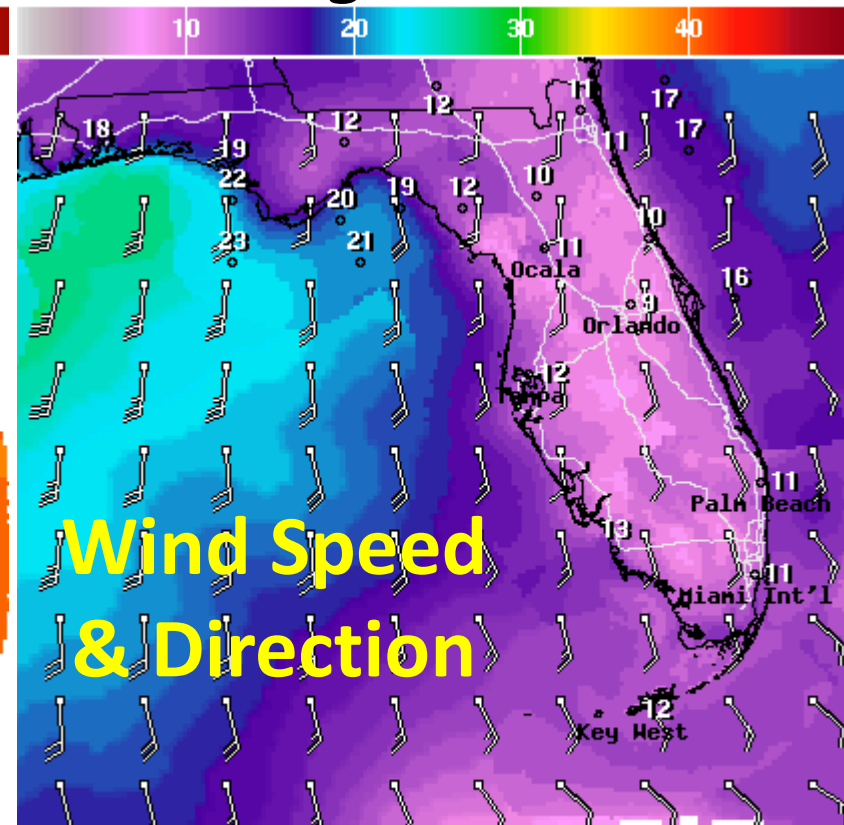 10 20 30 40
11
12
17
18
12
17
19
11
22
10
19
12
20
10
23
21
11
Ocala
16
9
Orlando
12
Tampa
11
Palm Beach
Wind Speed
13
11
Miami Int'l
& Direction
12
Key West